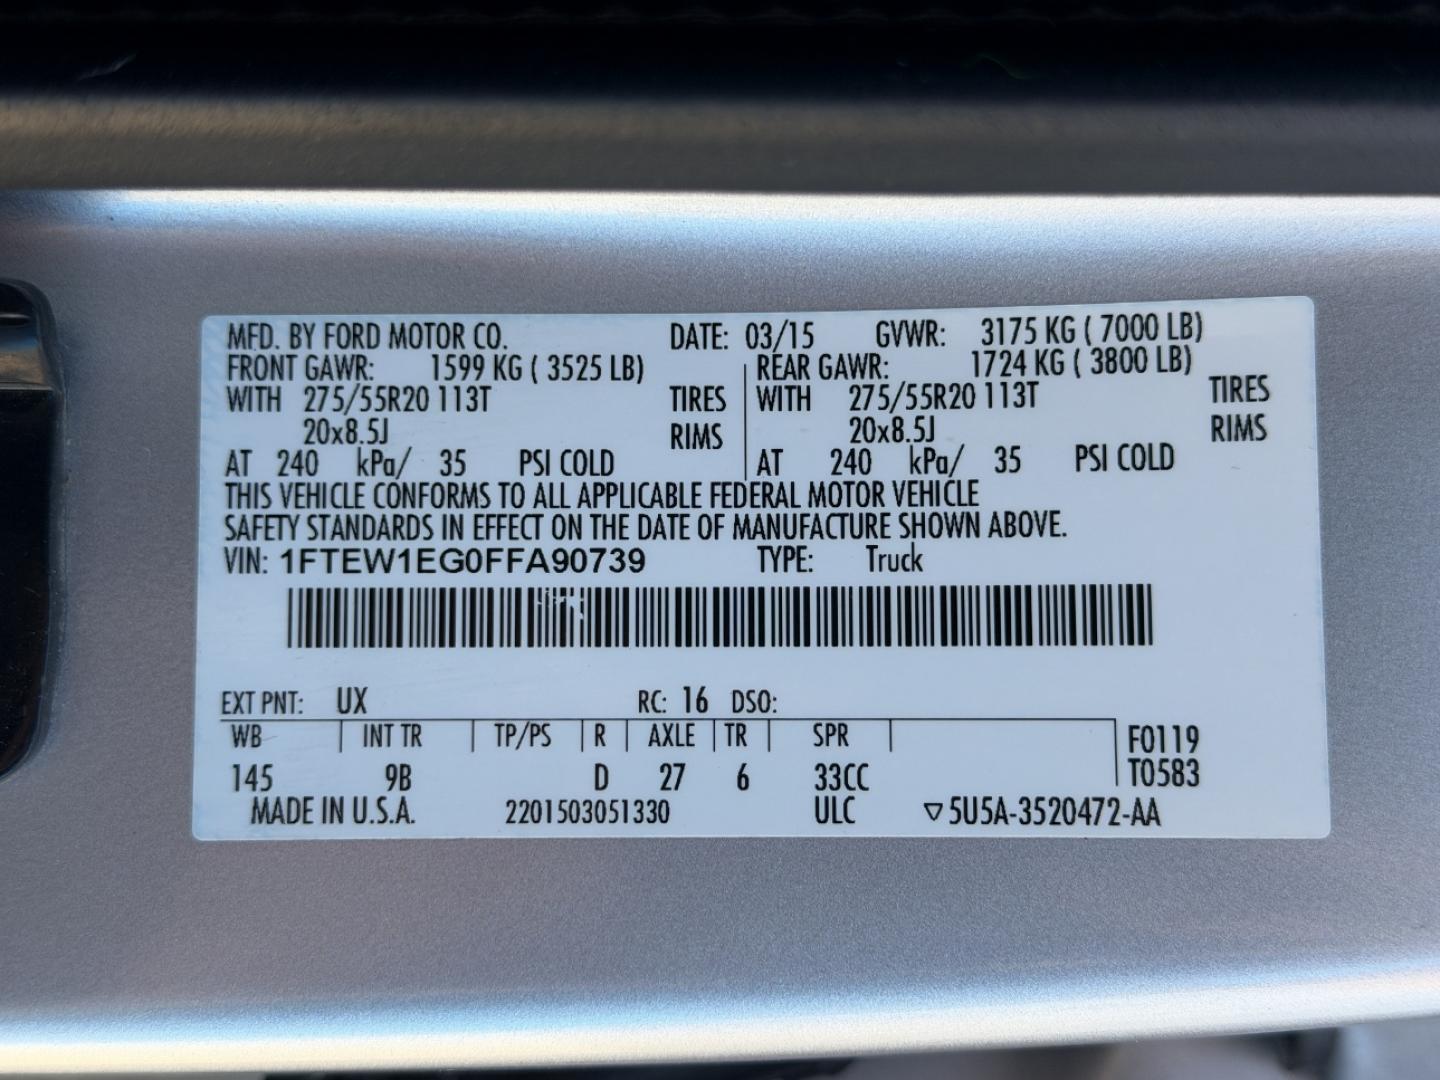 MFD. BY FORD MOTOR CO. DATE: 03/15 GVWR: 3175 KG ( 7000 LB)
FRONT GAWR: 1599 KG ( 3525 LB) REAR GAWR: 1724 KG ( 3800 LB)
WITH 275/55R20 113T TIRES WITH 275/55R20 113T TIRES
20x8.5J RIMS 20x8.5J RIMS
AT 240 kPa/ 35 PSI COLD AT 240 kPa/ 35 PSI COLD
THIS VEHICLE CONFORMS TO ALL APPLICABLE FEDERAL MOTOR VEHICLE
SAFETY STANDARDS IN EFFECT ON THE DATE OF MANUFACTURE SHOWN ABOVE.
VIN: 1FTEW1EG0FFA90739 TYPE: Truck
EXT PNT: UX RC: 16 DSO:
WB INT TR TP/PS R AXLE TR SPR F0119
145 9B D 27 6 33CC T0583
MADE IN U.S.A. 2201503051330 ULC ▽5U5A-3520472-AA